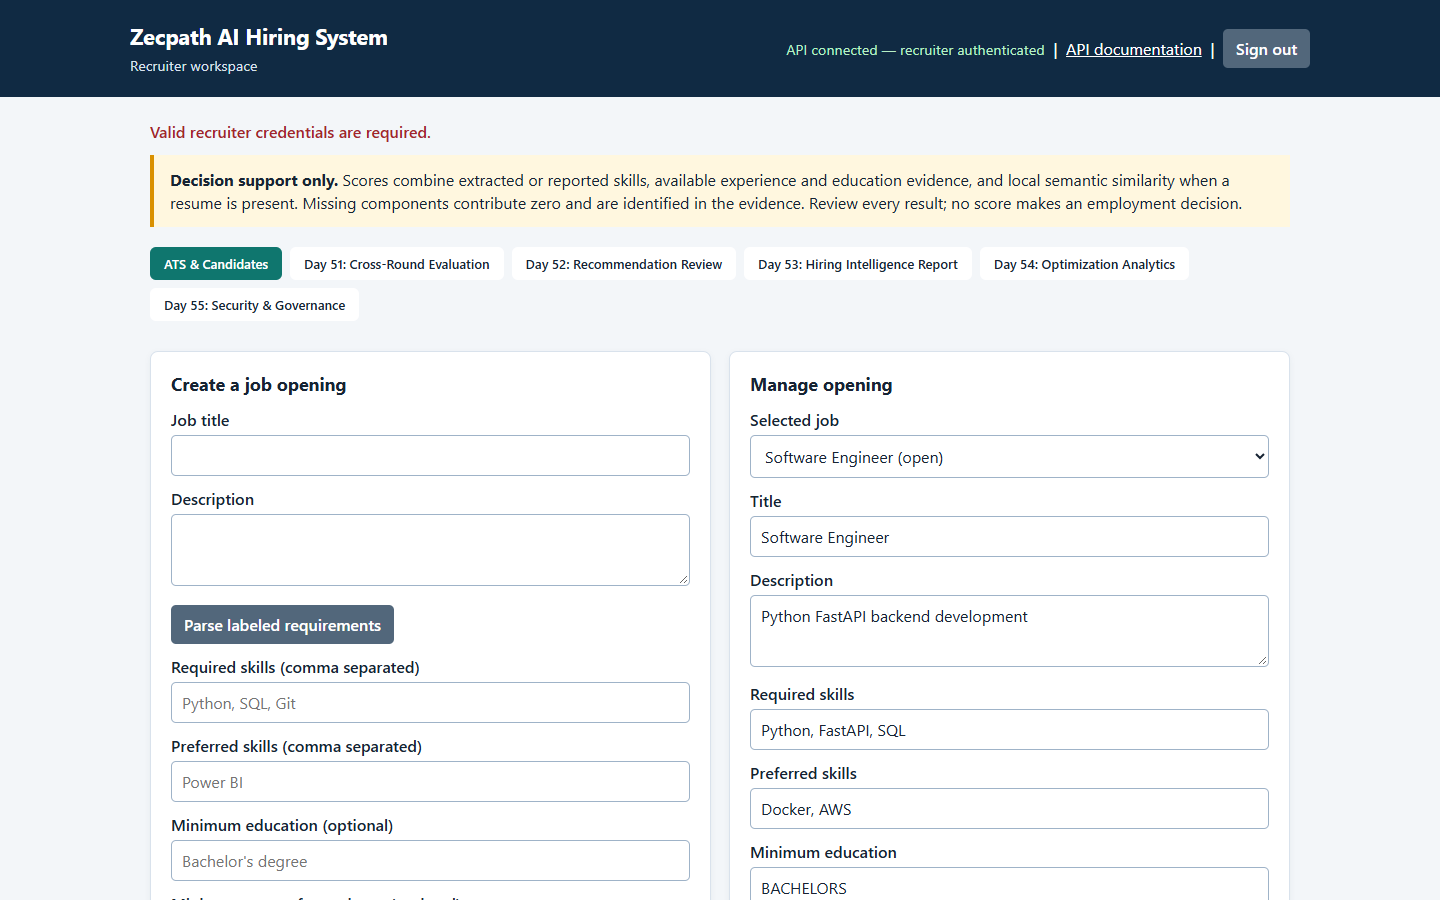 Zecpath AI Hiring System
Recruiter workspace
API connected — recruiter authenticated | API documentation | Sign out
Valid recruiter credentials are required.
Decision support only. Scores combine extracted or reported skills, available experience and education evidence, and local semantic similarity when a
resume is present. Missing components contribute zero and are identified in the evidence. Review every result; no score makes an employment decision.
ATS & Candidates
Day 51: Cross-Round Evaluation
Day 52: Recommendation Review
Day 53: Hiring Intelligence Report
Day 54: Optimization Analytics
Day 55: Security & Governance
Create a job opening
Job title
Description
Parse labeled requirements
Required skills (comma separated)
Python, SQL, Git
Preferred skills (comma separated)
Power BI
Minimum education (optional)
Bachelor's degree
Manage opening
Selected job
Software Engineer (open)
Title
Software Engineer
Description
Python FastAPI backend development
Required skills
Python, FastAPI, SQL
Preferred skills
Docker, AWS
Minimum education
BACHELORS